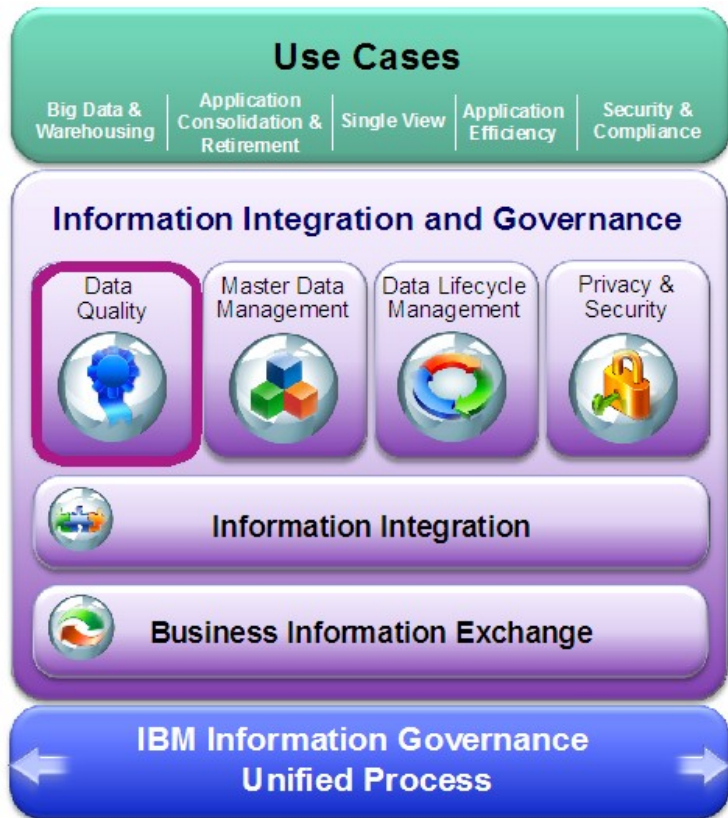 Use Cases
Big Data &
Warehousing
Application
Consolidation &
Retirement
Single View
Application
Efficiency
Security &
Compliance
Information Integration and Governance
Data
Quality
Master Data
Management
Data Lifecycle
Management
Privacy &
Security
Information Integration
Business Information Exchange
IBM Information Governance
Unified Process